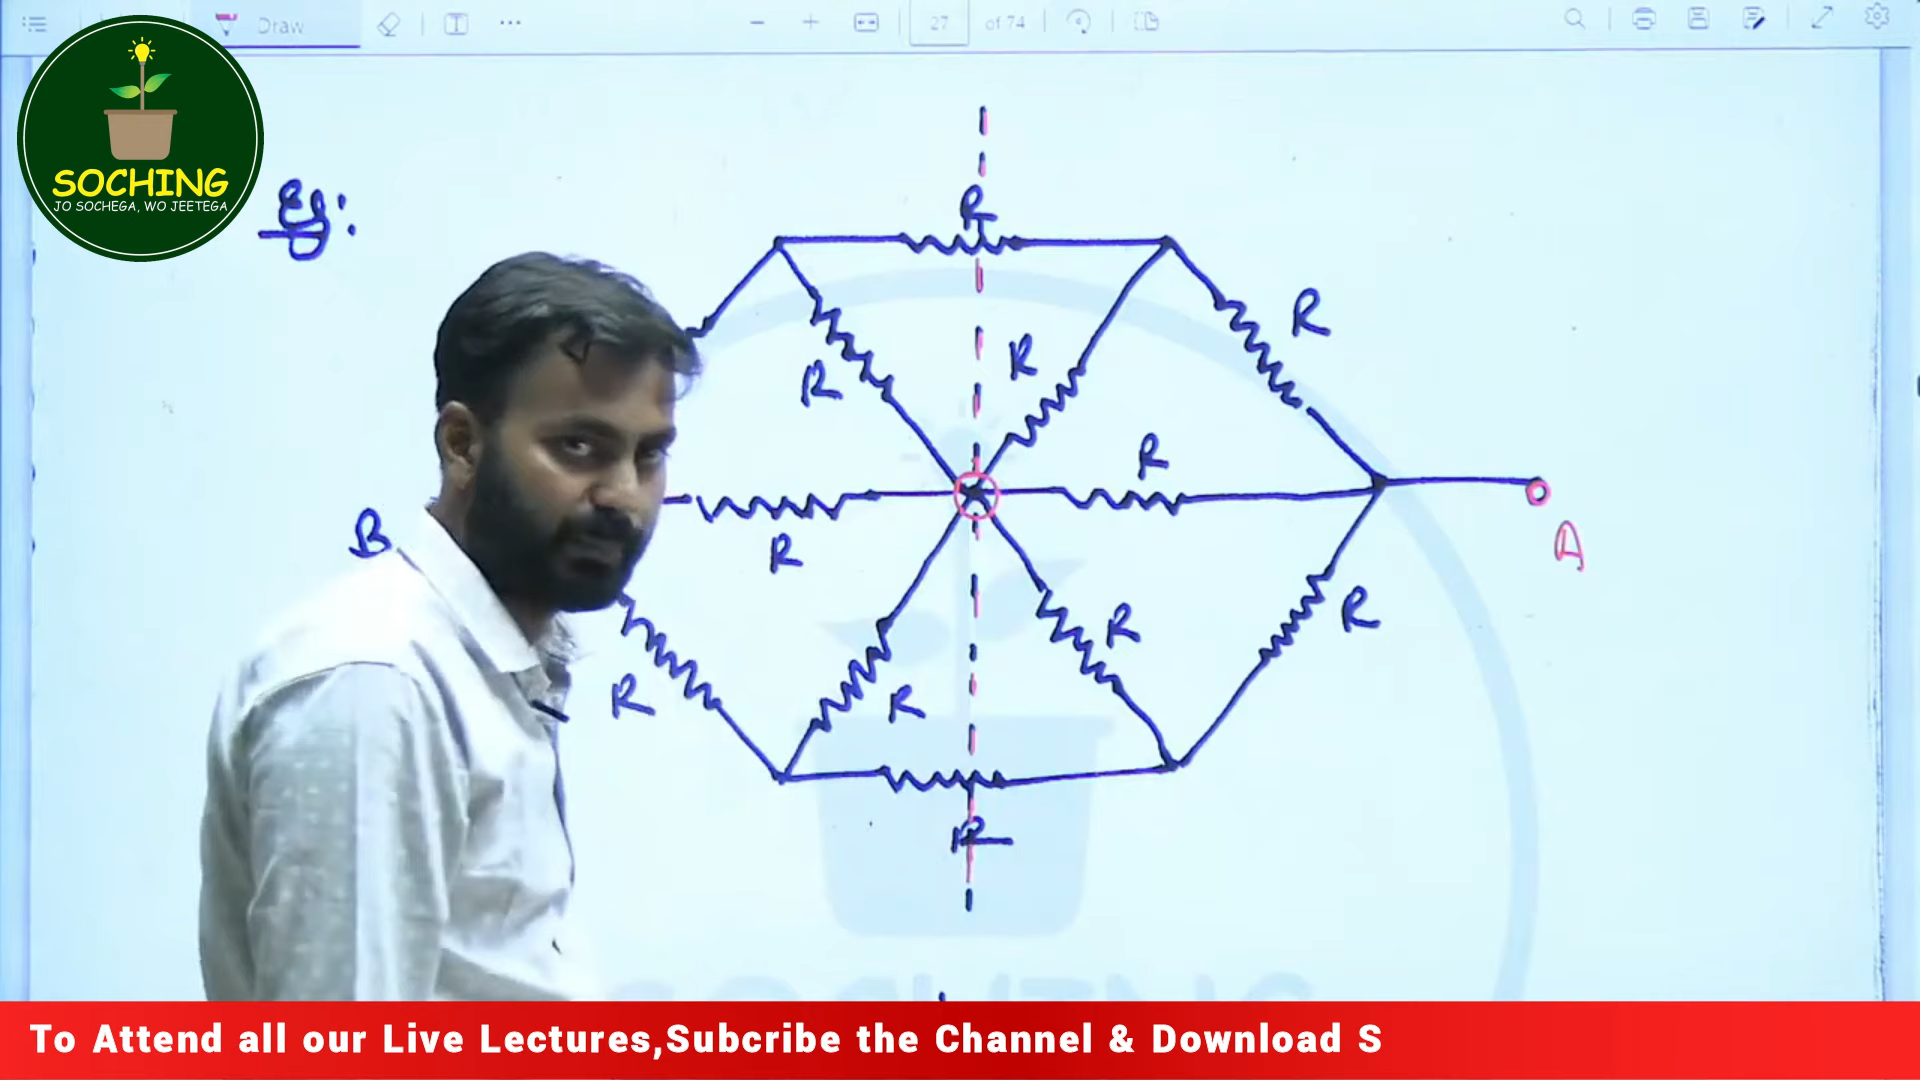 Draw
27 of 74
SOCHING
JO SOCHEGA, WO JEETEGA
Eg:
R
R
R
R
R
B
R
A
R
R
R
R
R
To Attend all our Live Lectures,Subcribe the Channel & Download S